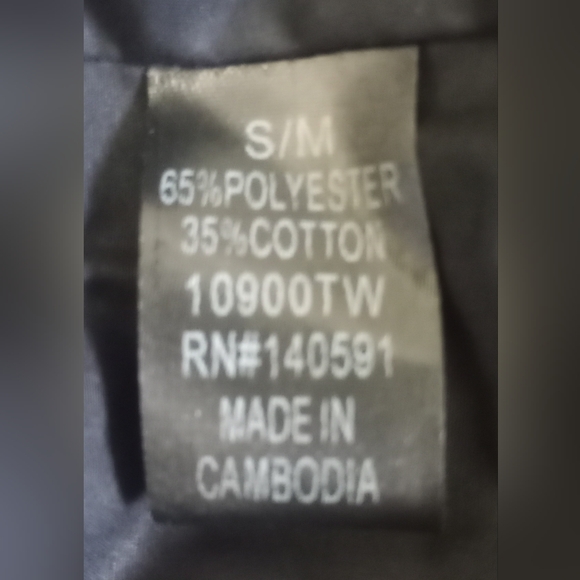 S/M
65%POLYESTER
35%COTTON
10900TW
RN#140591
MADE IN
CAMBODIA